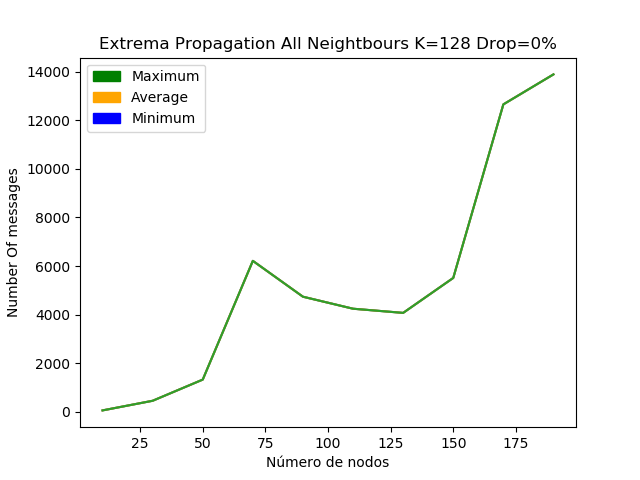 Extrema Propagation All Neightbours K=128 Drop=0%
Maximum
Average
Minimum
Number Of messages
14000
12000
10000
8000
6000
4000
2000
0
25 50 75 100 125 150 175
Número de nodos